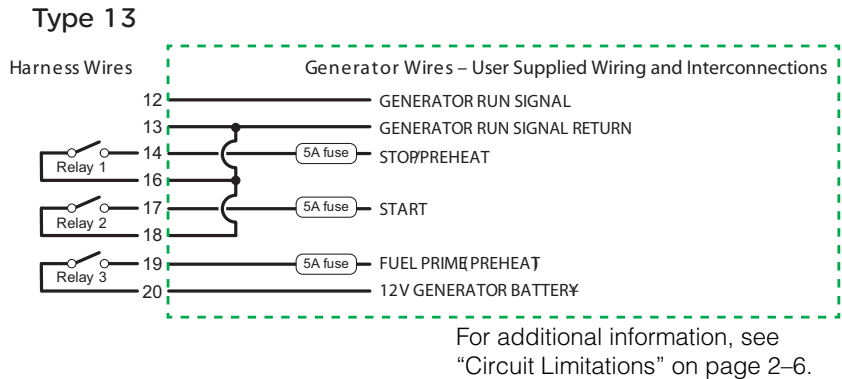 Type 13
Harness Wires
Generator Wires – User Supplied Wiring and Interconnections
12 GENERATOR RUN SIGNAL
13 GENERATOR RUN SIGNAL RETURN
14 5A fuse STOP/PREHEAT
Relay 1
16
17 5A fuse START
Relay 2
18
19 5A fuse FUEL PRIME(PREHEAT)
Relay 3
20 12V GENERATOR BATTERY+
For additional information, see
“Circuit Limitations” on page 2–6.